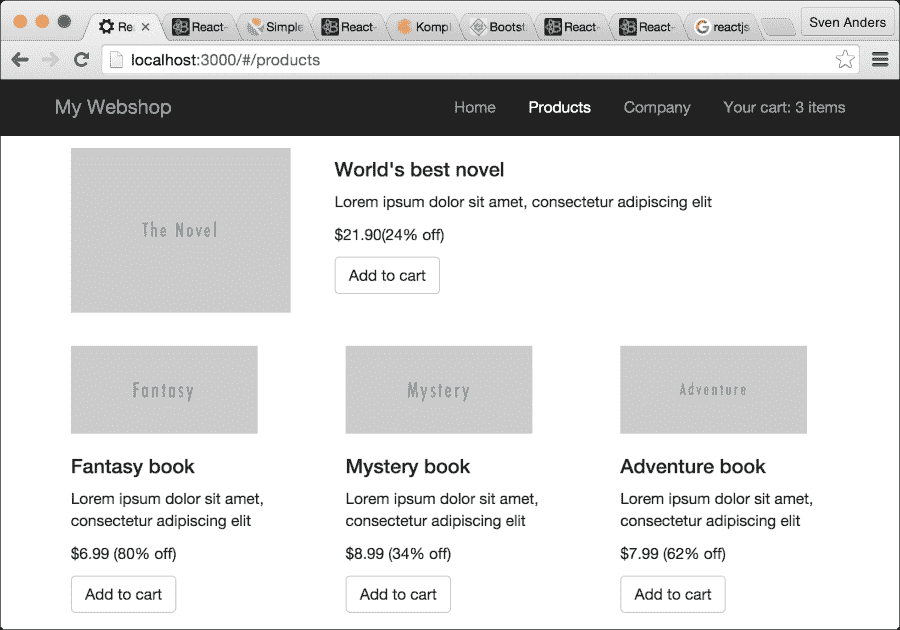 Re
React-
Simple
React-
Kompl
Bootst
React-
React-
reactjs
Sven Anders
localhost:3000/#/products
My Webshop
Home
Products
Company
Your cart: 3 items
The Novel
World's best novel
Lorem ipsum dolor sit amet, consectetur adipiscing elit
$21.90(24% off)
Add to cart
Fantasy
Mystery
Adventure
Fantasy book
Lorem ipsum dolor sit amet,
consectetur adipiscing elit
$6.99 (80% off)
Add to cart
Mystery book
Lorem ipsum dolor sit amet,
consectetur adipiscing elit
$8.99 (34% off)
Add to cart
Adventure book
Lorem ipsum dolor sit amet,
consectetur adipiscing elit
$7.99 (62% off)
Add to cart